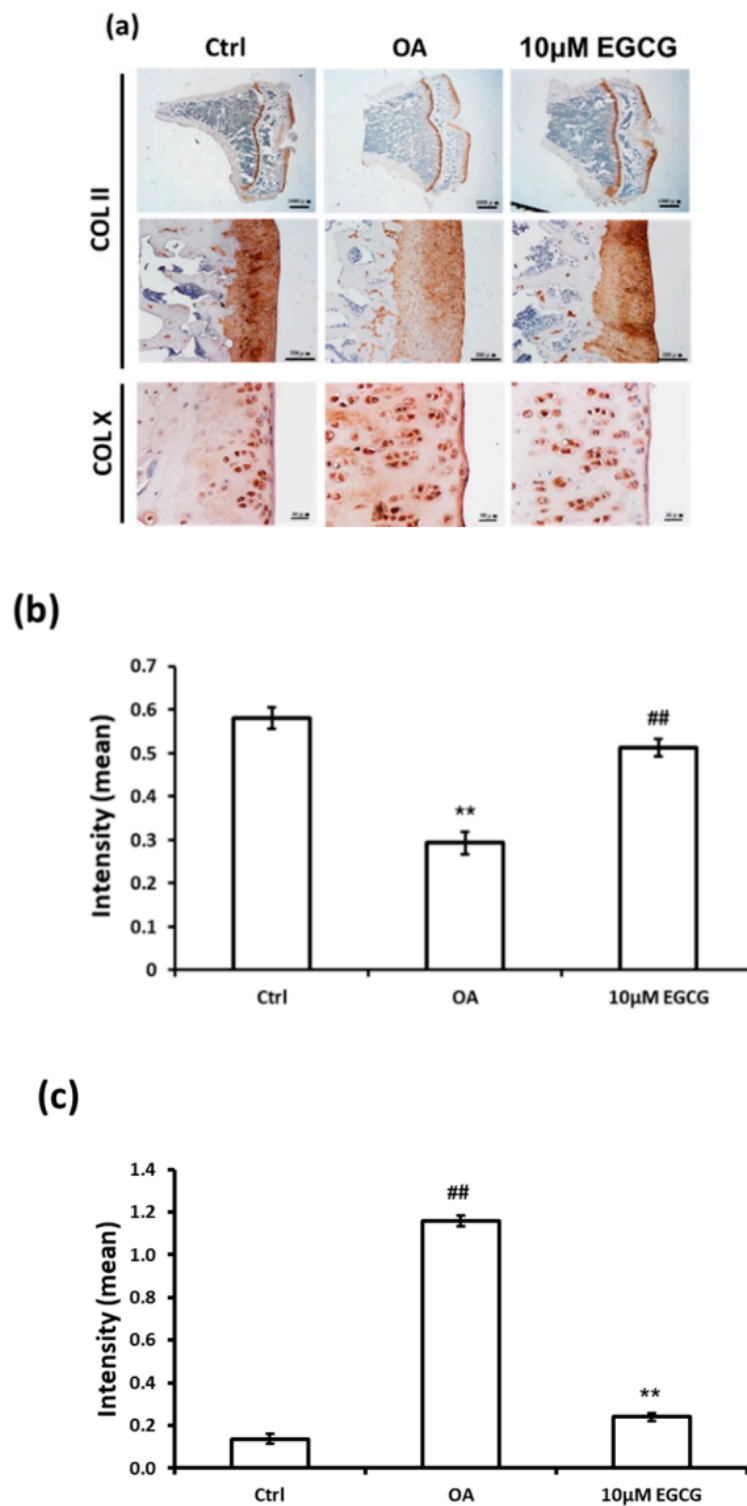 (a)
Ctrl OA 10µM EGCG
COL II
COL X
(b)
Intensity (mean)
0.7
0.6
0.5
0.4
0.3
0.2
0.1
0
**
##
Ctrl OA 10µM EGCG
(c)
Intensity (mean)
1.4
1.2
1.0
0.8
0.6
0.4
0.2
0.0
##
**
Ctrl OA 10µM EGCG